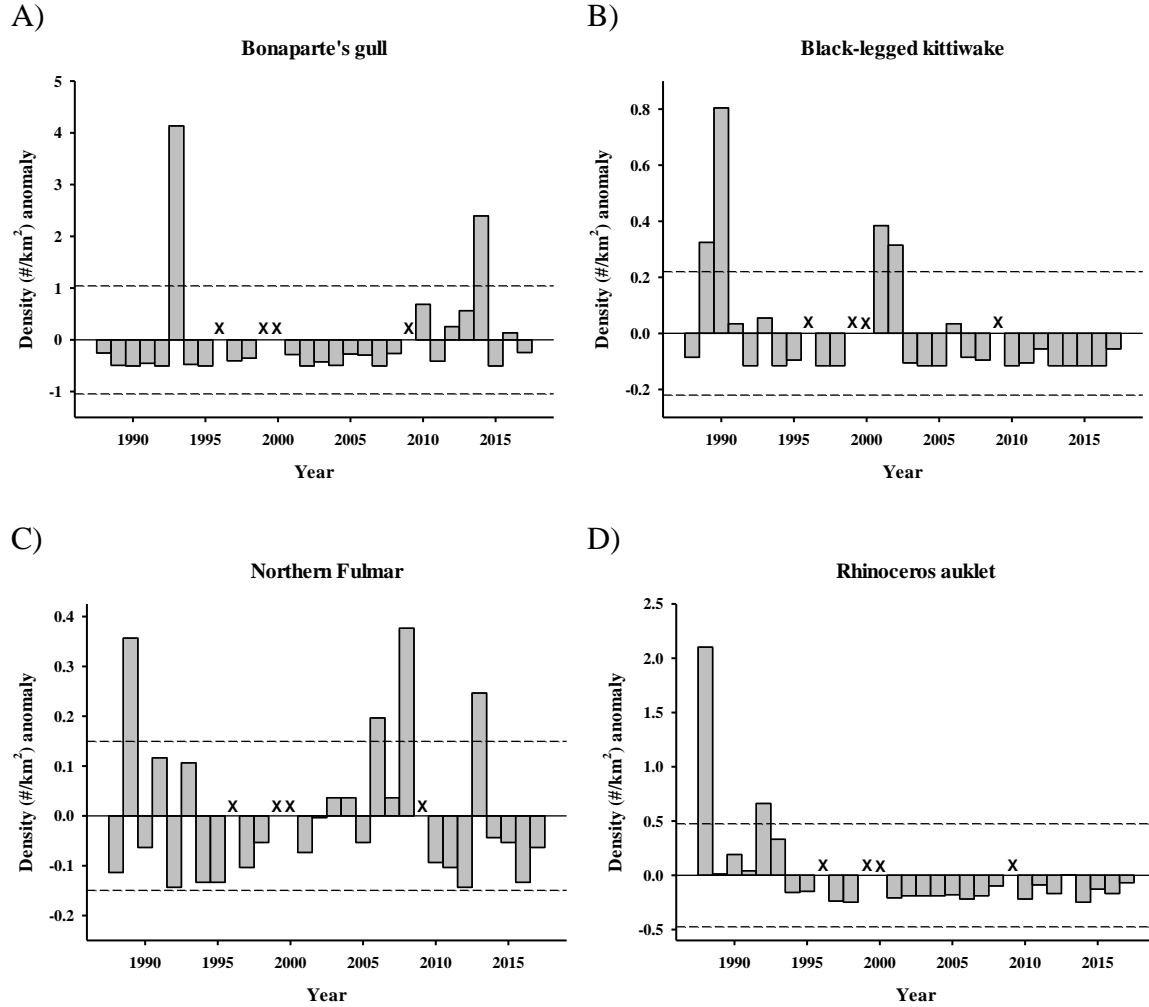 A)
Bonaparte's gull
Density (#/km²) anomaly
5
4
3
2
1
0
-1
X X X X
1990 1995 2000 2005 2010 2015
Year
B)
Black-legged kittiwake
Density (#/km²) anomaly
0.8
0.6
0.4
0.2
0.0
-0.2
X X X X
1990 1995 2000 2005 2010 2015
Year
C)
Northern Fulmar
Density (#/km²) anomaly
0.4
0.3
0.2
0.1
0.0
-0.1
-0.2
X X X X
1990 1995 2000 2005 2010 2015
Year
D)
Rhinoceros auklet
Density (#/km²) anomaly
2.5
2.0
1.5
1.0
0.5
0.0
-0.5
X X X X
1990 1995 2000 2005 2010 2015
Year